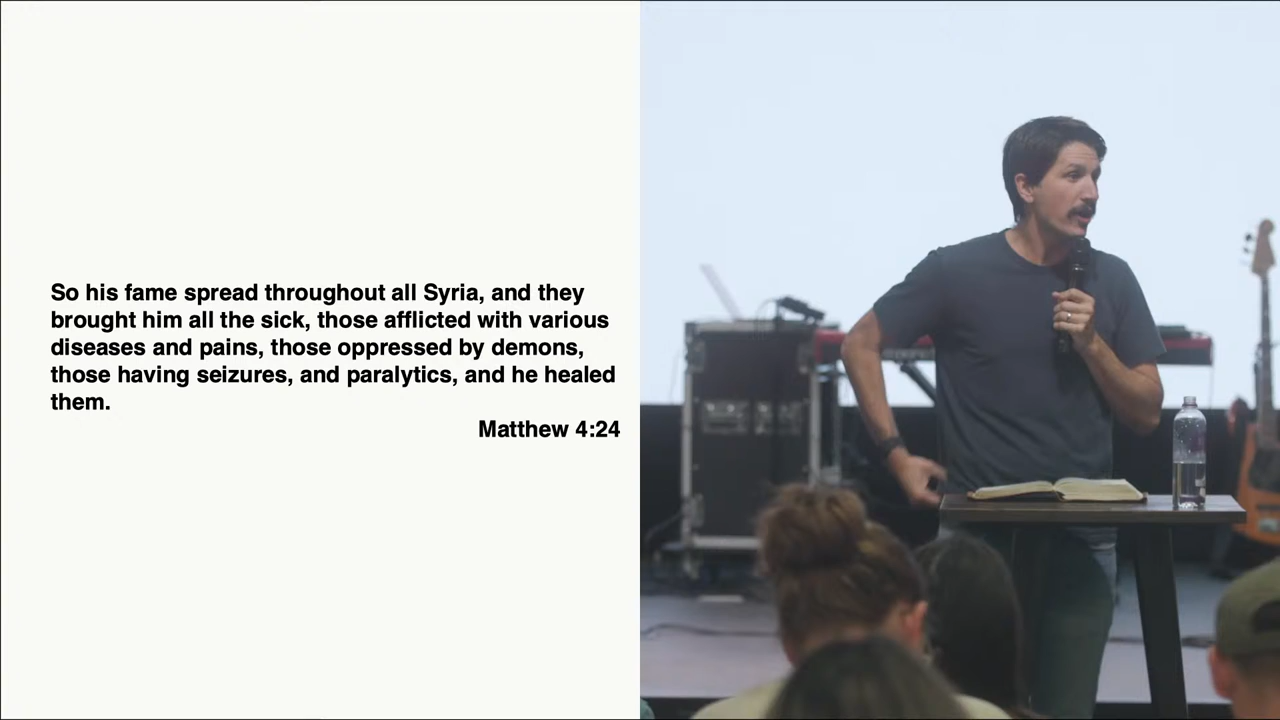 So his fame spread throughout all Syria, and they
brought him all the sick, those afflicted with various
diseases and pains, those oppressed by demons,
those having seizures, and paralytics, and he healed
them.
Matthew 4:24